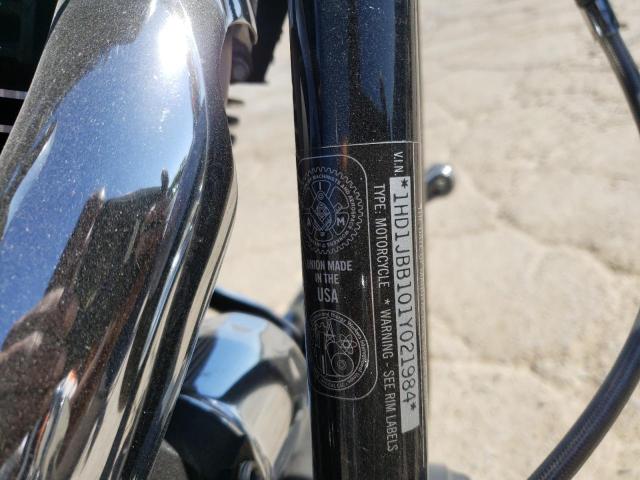 V.I.N. *1HD1JBB101Y021984*
TYPE: MOTORCYCLE * WARNING - SEE RIM LABELS
UNION MADE
IN THE
USA